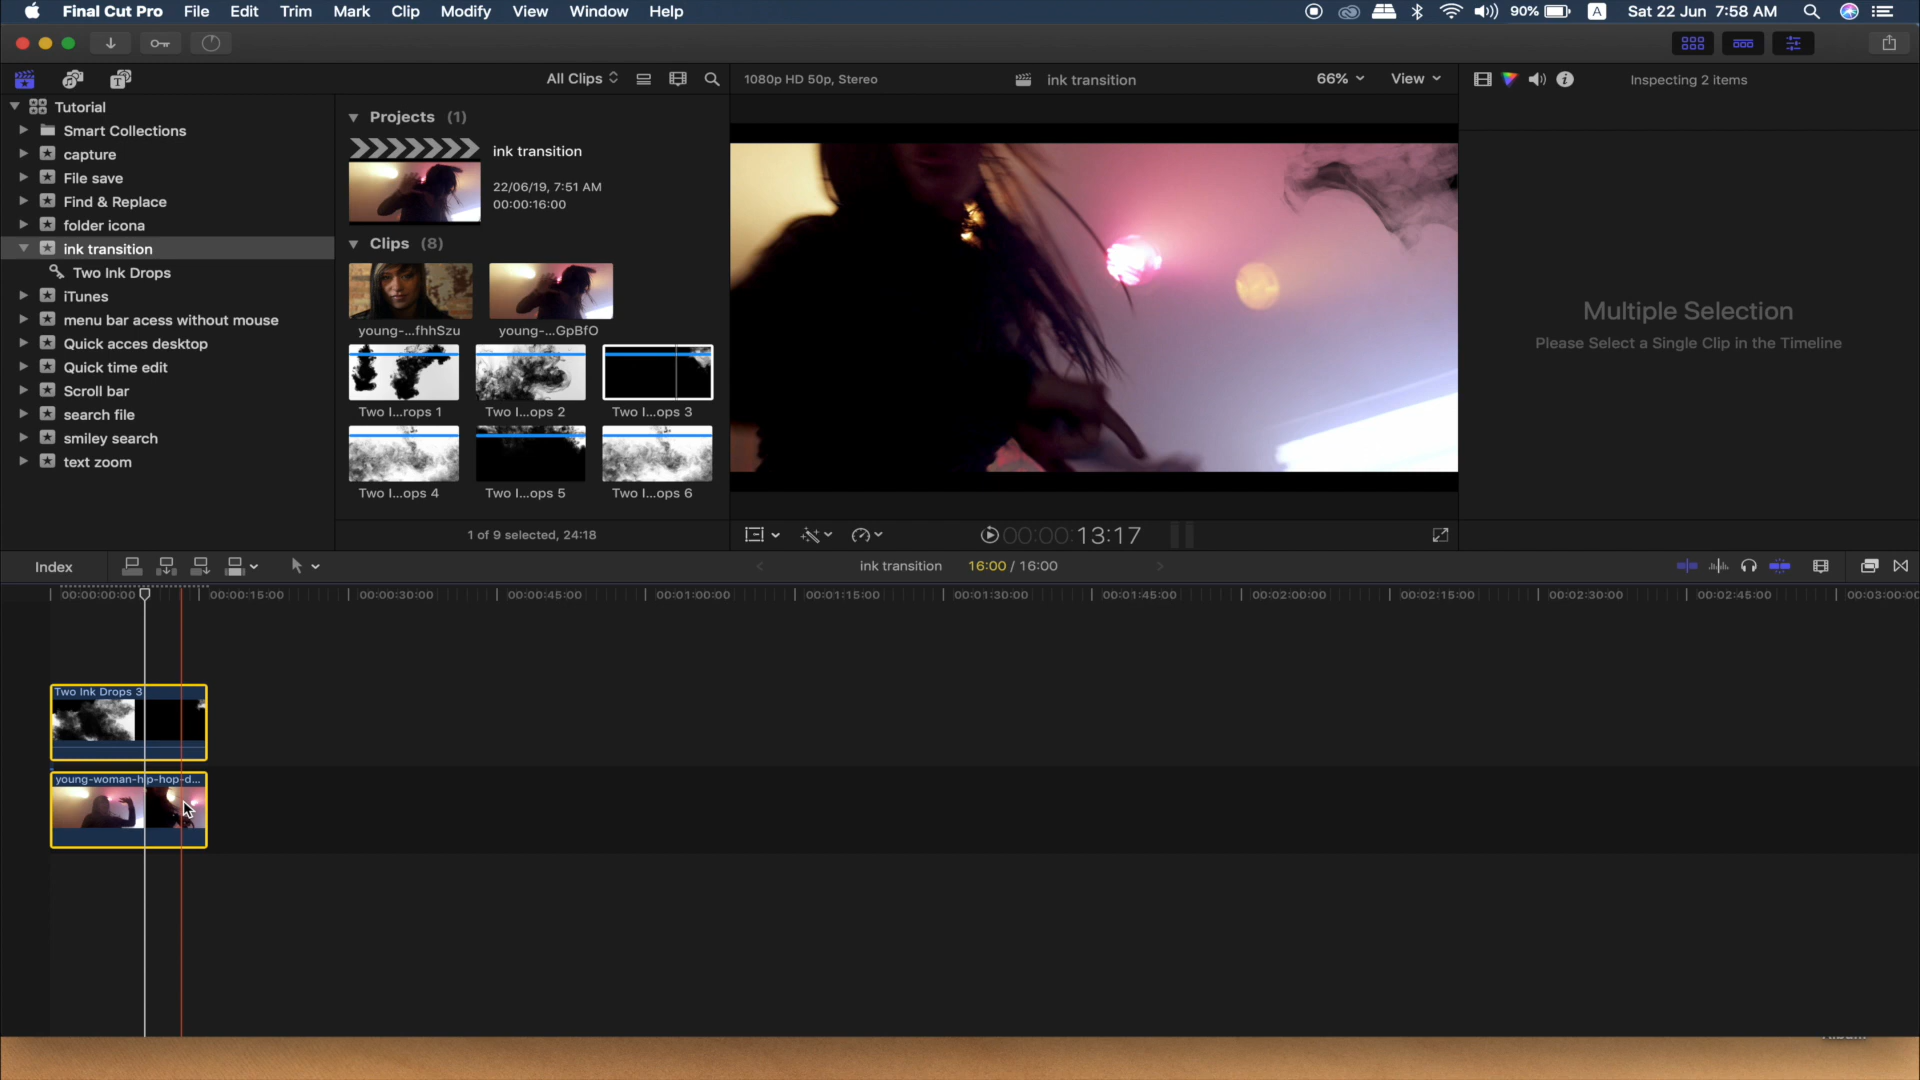 Final Cut Pro File Edit Trim Mark Clip Modify View Window Help
90% A Sat 22 Jun 7:58 AM
All Clips
1080p HD 50p, Stereo
ink transition
66%
View
Inspecting 2 items
Tutorial
Smart Collections
capture
File save
Find & Replace
folder icona
ink transition
Two Ink Drops
iTunes
menu bar acess without mouse
Quick acces desktop
Quick time edit
Scroll bar
search file
smiley search
text zoom
Projects (1)
ink transition
22/06/19, 7:51 AM
00:00:16:00
Clips (8)
young-...fhhSzu
young-...GpBfO
Two I...rops 1
Two I...ops 2
Two I...ops 3
Two I...ops 4
Two I...ops 5
Two I...ops 6
1 of 9 selected, 24:18
00:00:13:17
Multiple Selection
Please Select a Single Clip in the Timeline
Index
ink transition
16:00 / 16:00
00:00:00:00
00:00:15:00
00:00:30:00
00:00:45:00
00:01:00:00
00:01:15:00
00:01:30:00
00:01:45:00
00:02:00:00
00:02:15:00
00:02:30:00
00:02:45:00
Two Ink Drops 3
young-woman-hip-hop-d...